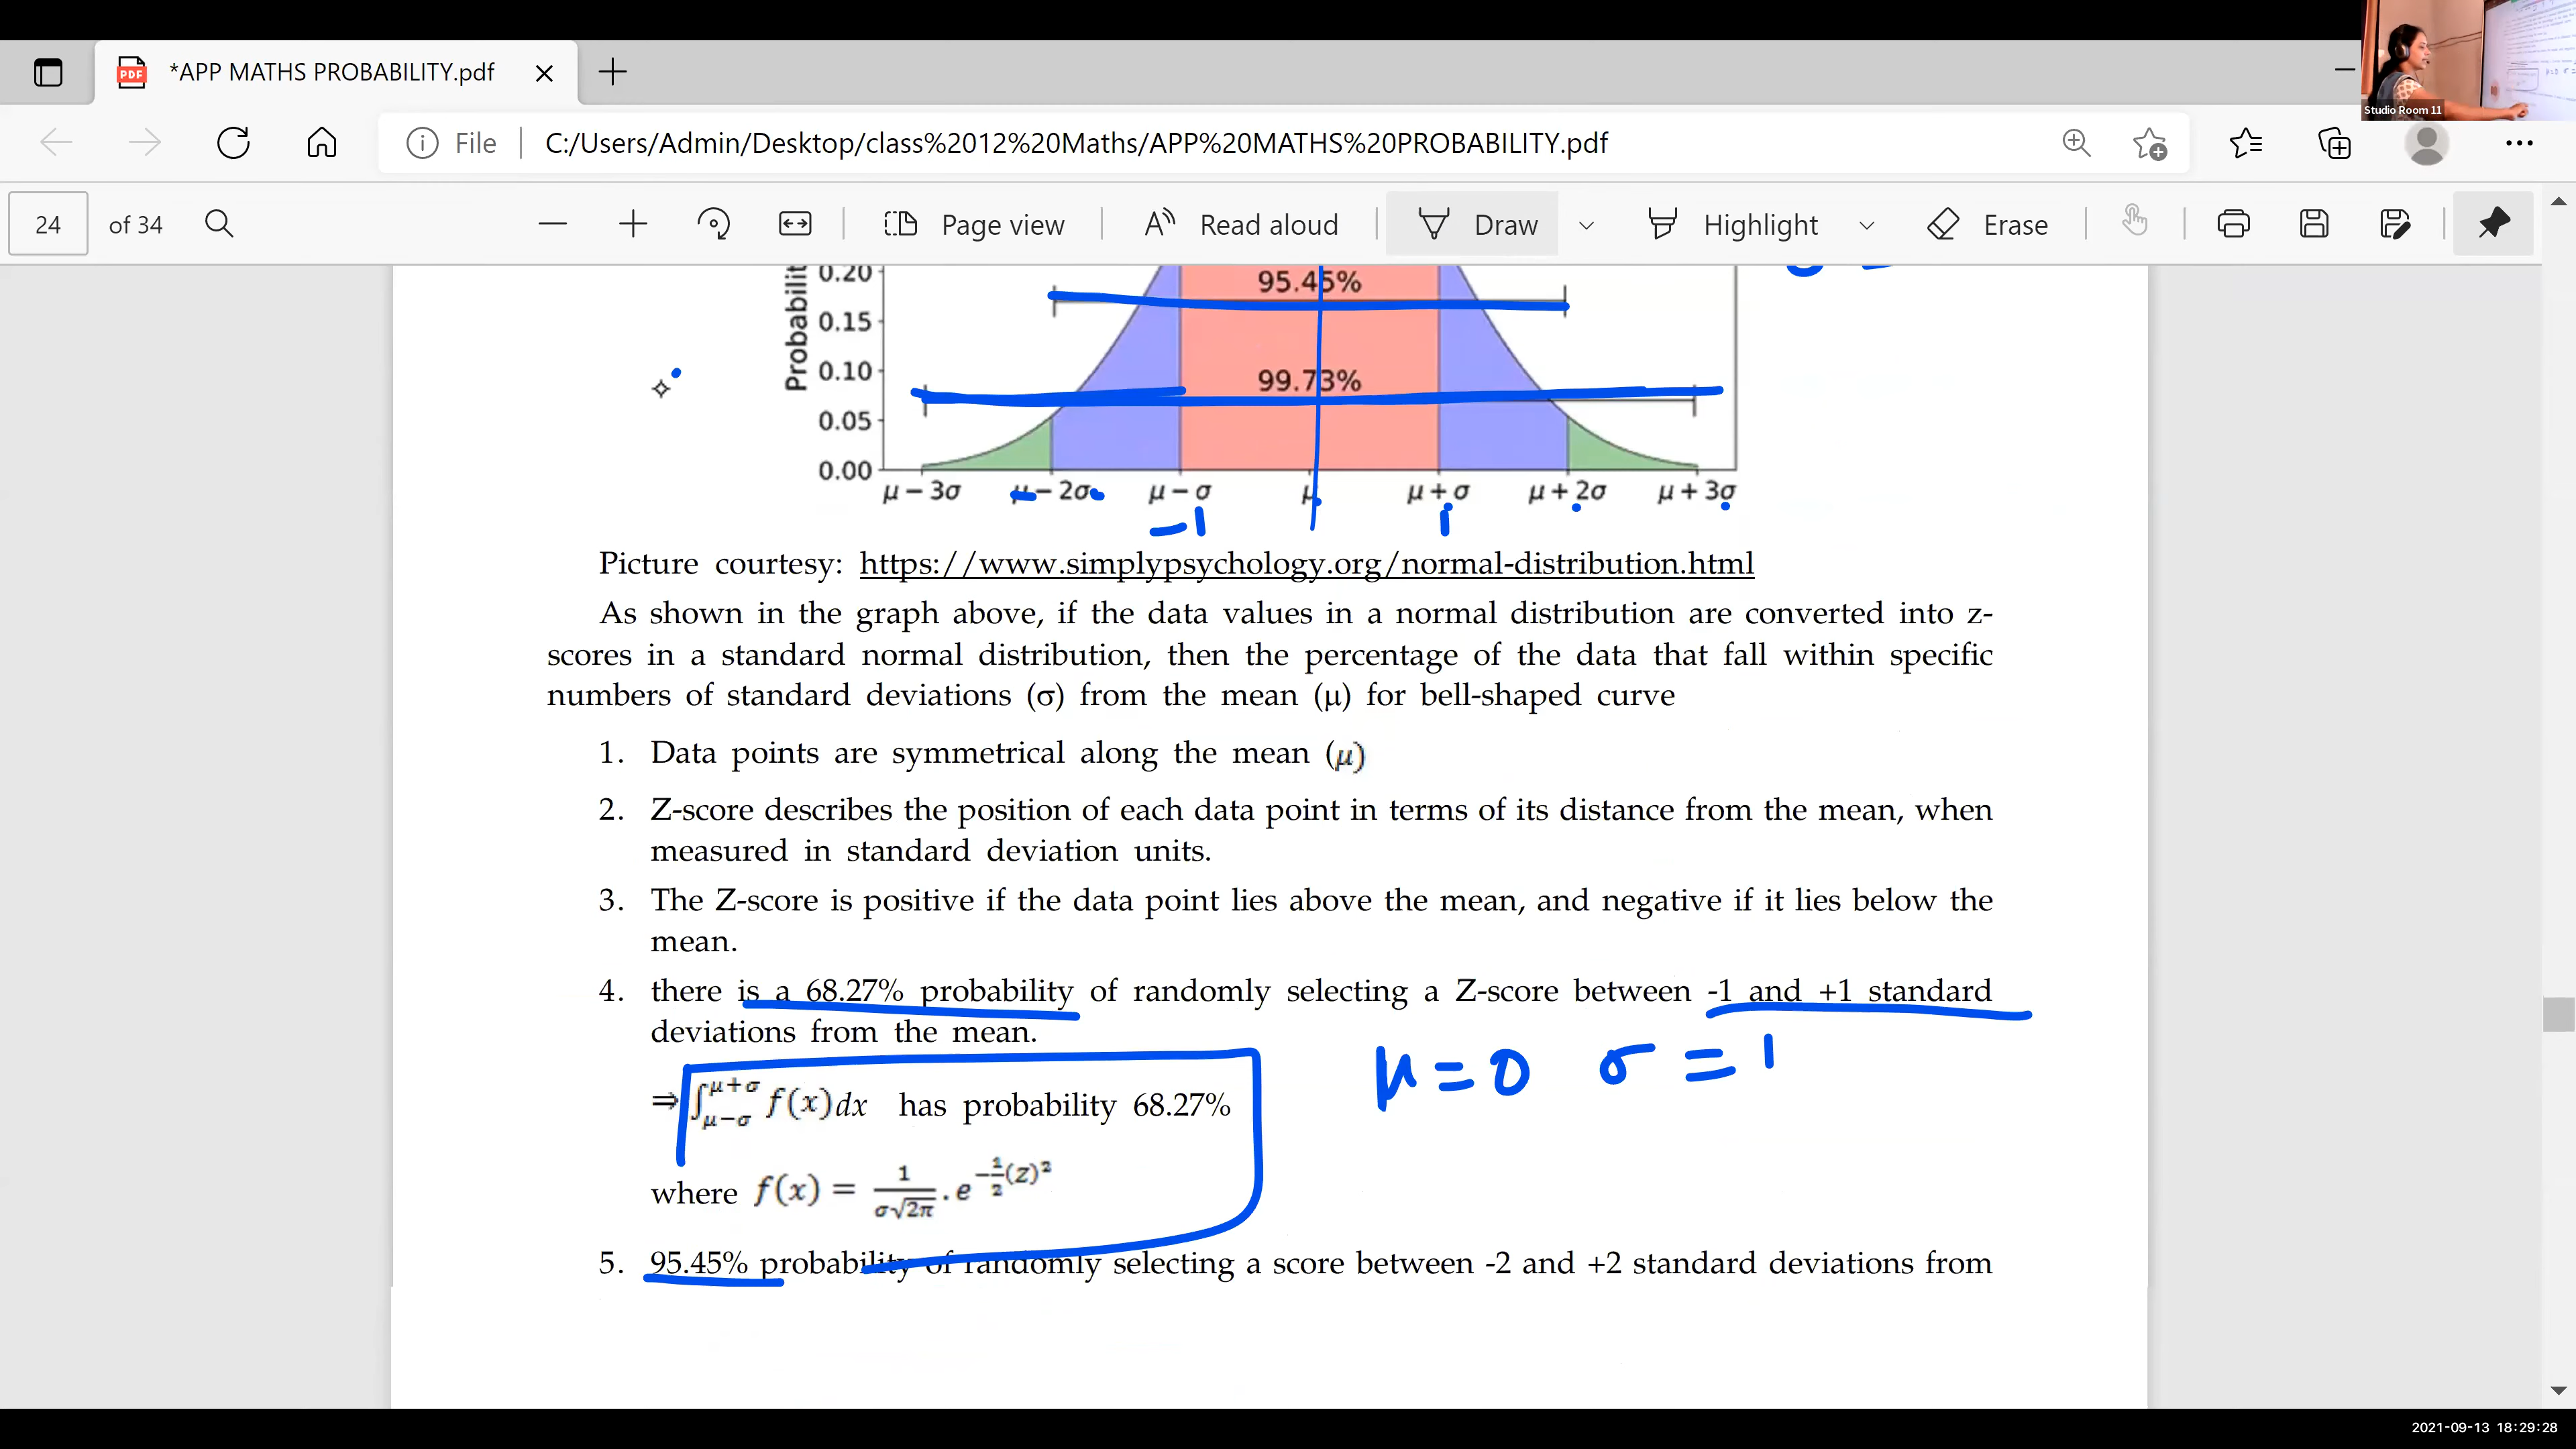 Studio Room 11
*APP MATHS PROBABILITY.pdf
File
C:/Users/Admin/Desktop/class%2012%20Maths/APP%20MATHS%20PROBABILITY.pdf
24 of 34
Page view
Read aloud
Draw
Highlight
Erase
Probabilit
0.20
95.45%
0.15
0.10
99.73%
0.05
0.00
μ − 3σ μ − 2σ μ − σ μ μ + σ μ + 2σ μ + 3σ
−1 1
Picture courtesy: https://www.simplypsychology.org/normal-distribution.html
As shown in the graph above, if the data values in a normal distribution are converted into z-
scores in a standard normal distribution, then the percentage of the data that fall within specific
numbers of standard deviations (σ) from the mean (μ) for bell-shaped curve
1. Data points are symmetrical along the mean (μ)
2. Z-score describes the position of each data point in terms of its distance from the mean, when
measured in standard deviation units.
3. The Z-score is positive if the data point lies above the mean, and negative if it lies below the
mean.
4. there is a 68.27% probability of randomly selecting a Z-score between -1 and +1 standard
deviations from the mean.
μ = 0 σ = 1
⇒ ∫_{μ−σ}^{μ+σ} f(x)dx has probability 68.27%
where f(x) = 1/(σ√2π) . e^{−1/2(z)²}
5. 95.45% probability of randomly selecting a score between -2 and +2 standard deviations from
2021-09-13 18:29:28